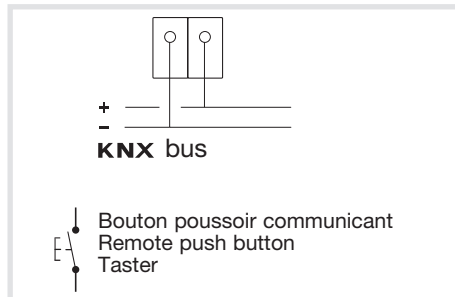 +
–
KNX bus
Bouton poussoir communicant
Remote push button
Taster